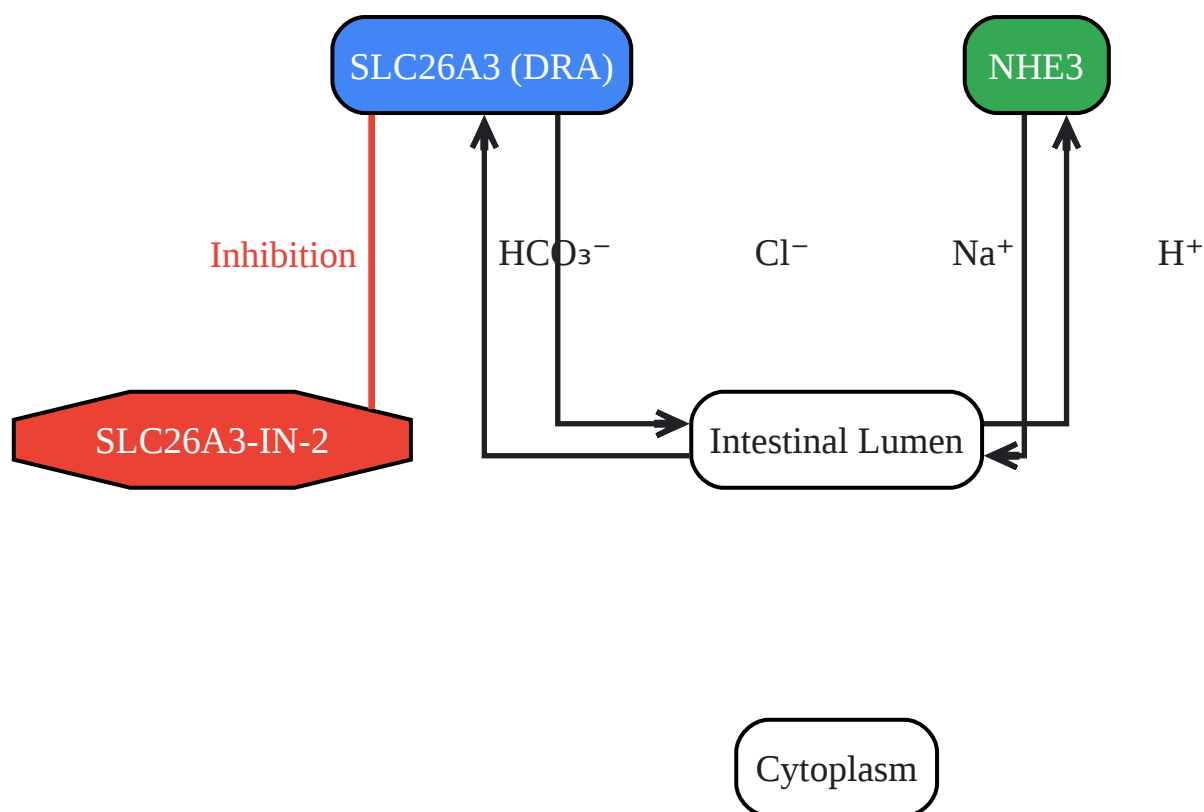 SLC26A3 (DRA)
NHE3
Inhibition
HCO₃⁻
Cl⁻
Na⁺
H⁺
SLC26A3-IN-2
Intestinal Lumen
Cytoplasm